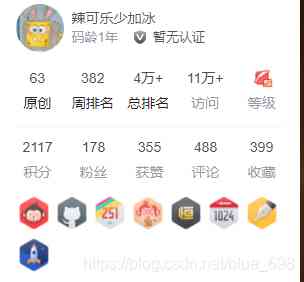 辣可乐少加冰
码龄1年 暂无认证
63 382 4万+ 11万+
原创 周排名 总排名 访问 等级
2117 178 355 488 399
积分 粉丝 获赞 评论 收藏
251 1024
https://blog.csdn.net/blue_698